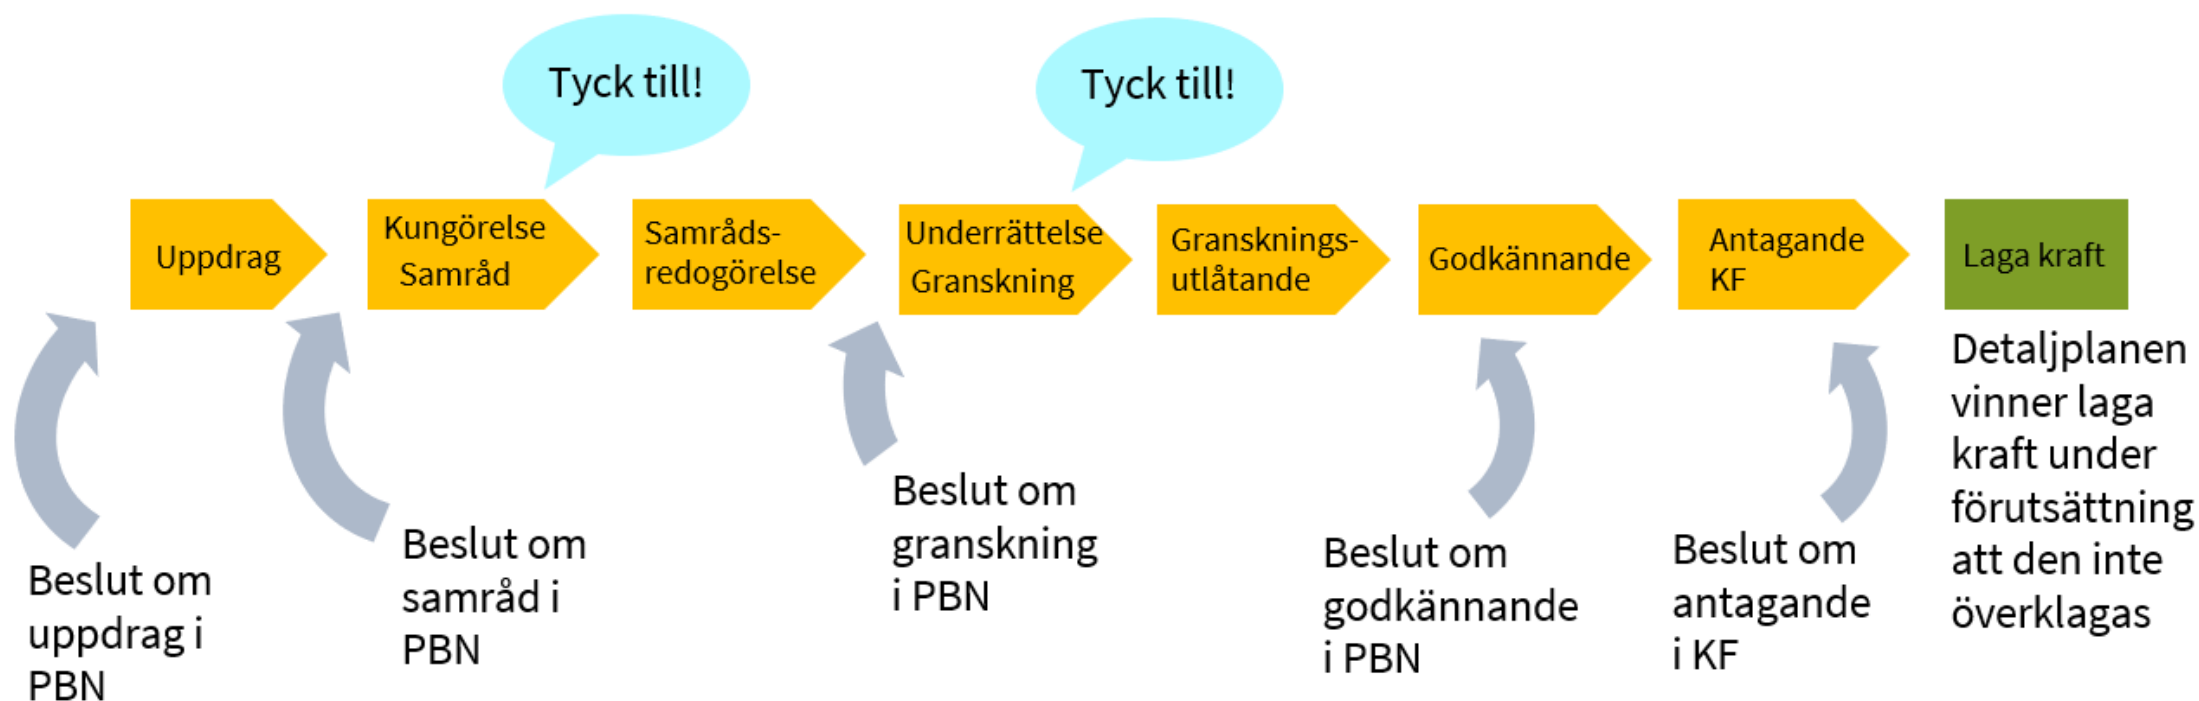 Tyck till!
Tyck till!
Uppdrag
Kungörelse
Samråd
Samråds-
redogörelse
Underrättelse
Granskning
Gransknings-
utlåtande
Godkännande
Antagande
KF
Laga kraft
Beslut om
uppdrag i
PBN
Beslut om
samråd i
PBN
Beslut om
granskning
i PBN
Beslut om
godkännande
i PBN
Beslut om
antagande
i KF
Detaljplanen
vinner laga
kraft under
förutsättning
att den inte
överklagas